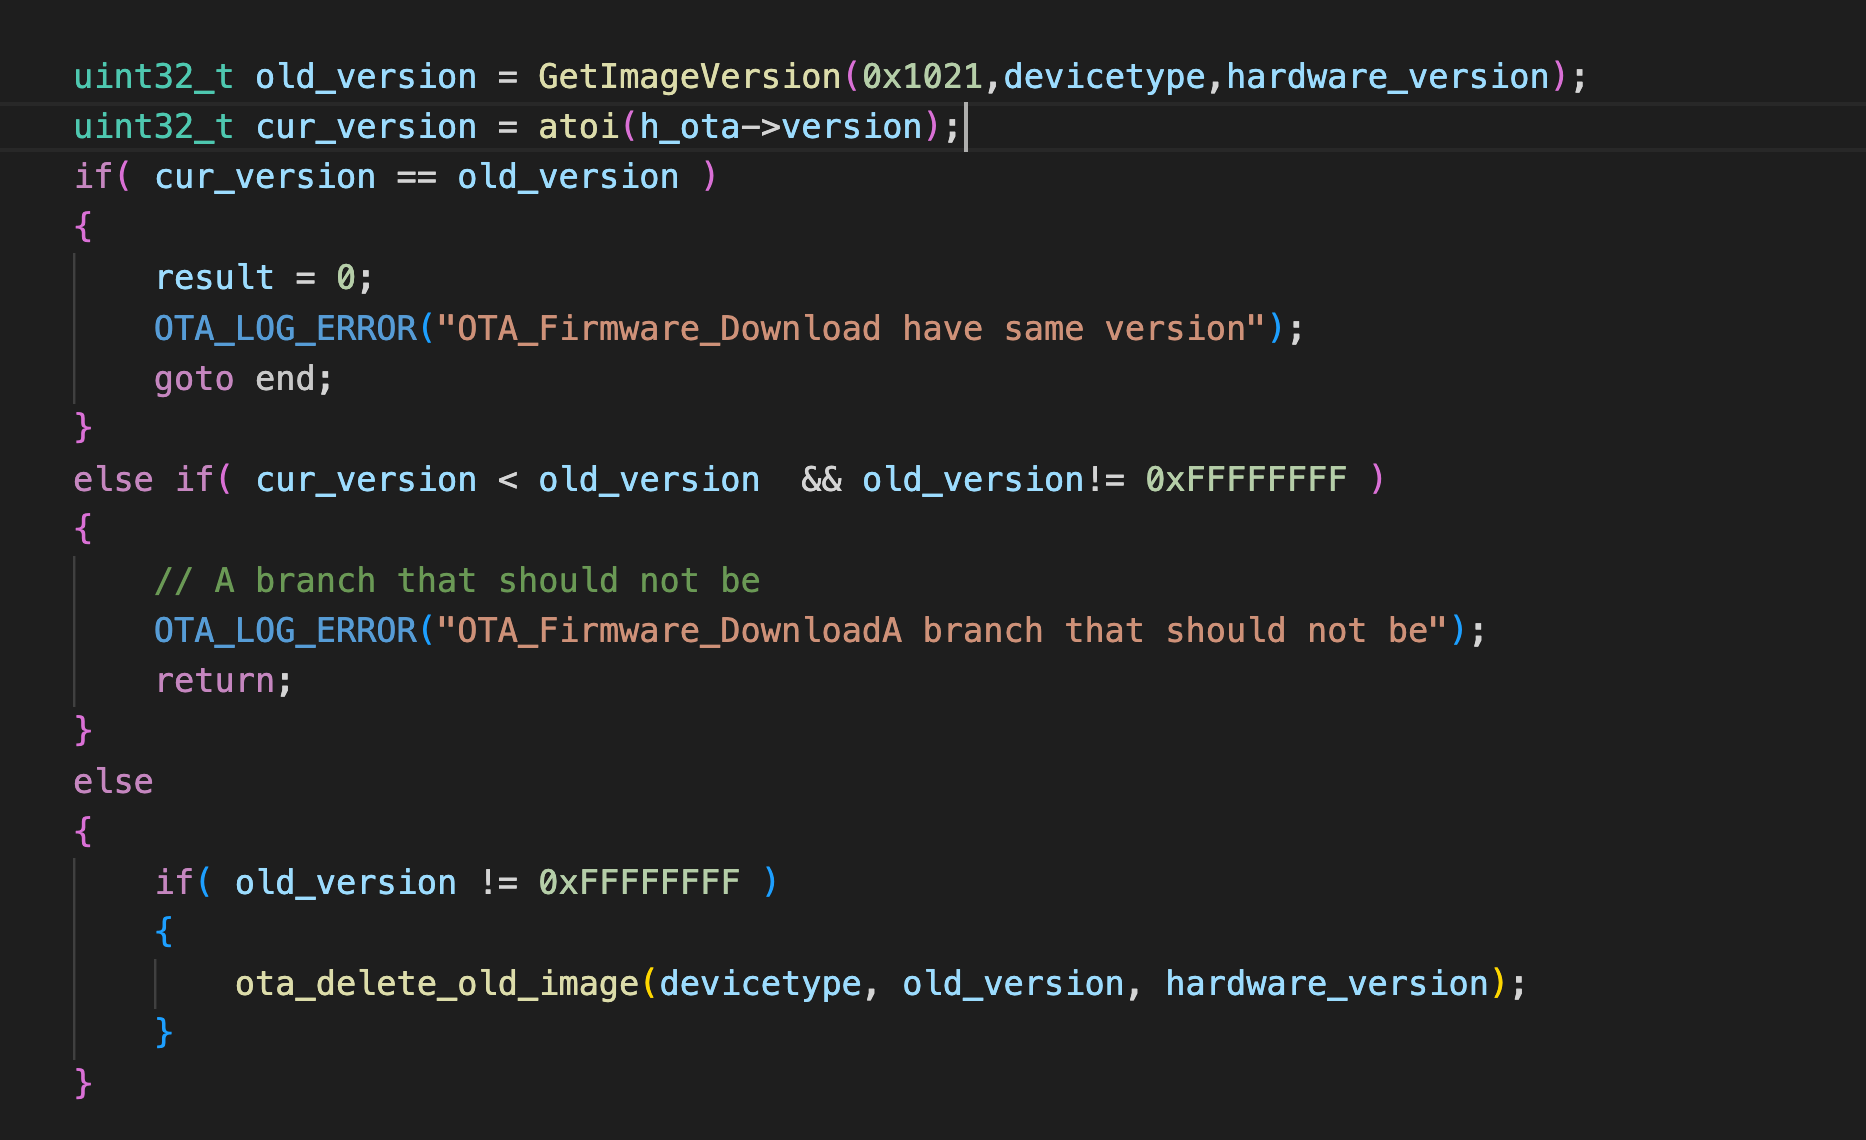 uint32_t old_version = GetImageVersion(0x1021,devicetype,hardware_version);
uint32_t cur_version = atoi(h_ota->version);
if( cur_version == old_version )
{
    result = 0;
    OTA_LOG_ERROR("OTA_Firmware_Download have same version");
    goto end;
}
else if( cur_version < old_version  && old_version!= 0xFFFFFFFF )
{
    // A branch that should not be
    OTA_LOG_ERROR("OTA_Firmware_DownloadA branch that should not be");
    return;
}
else
{
    if( old_version != 0xFFFFFFFF )
    {
        ota_delete_old_image(devicetype, old_version, hardware_version);
    }
}